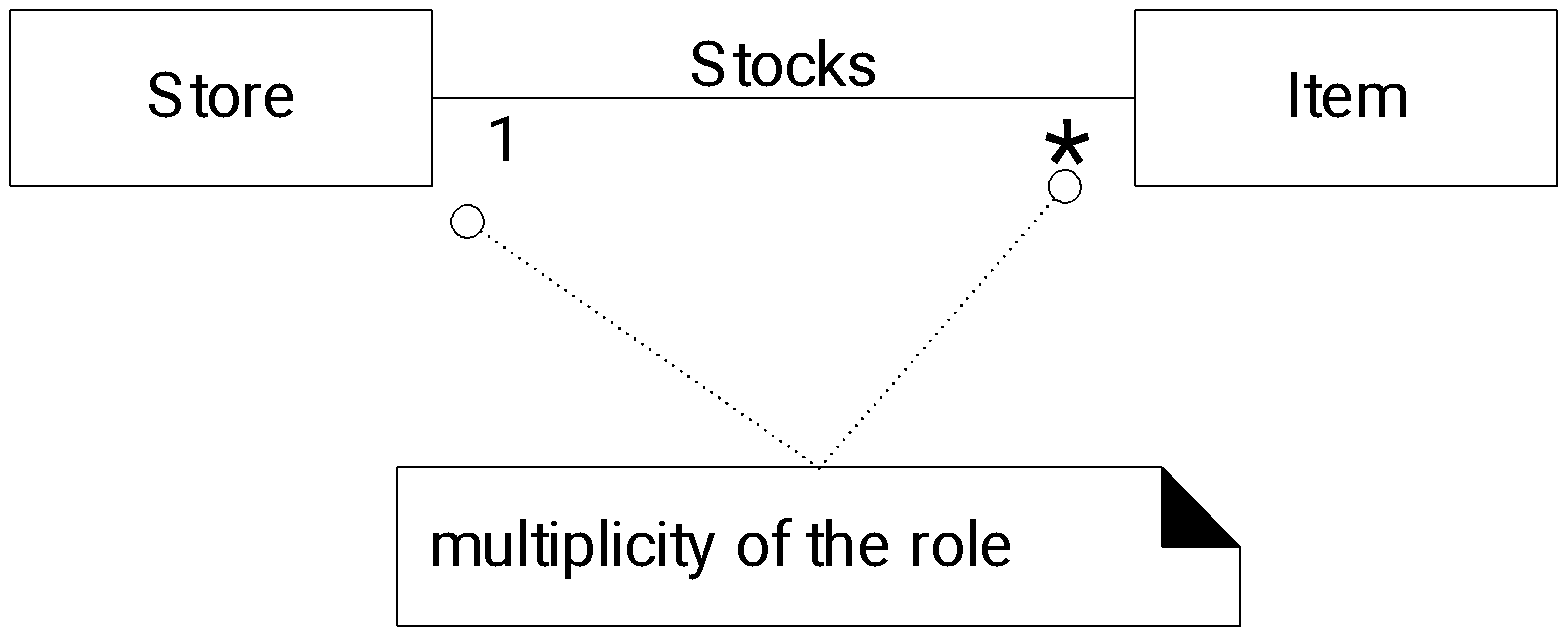 Store
Stocks
Item
1
*
multiplicity of the role